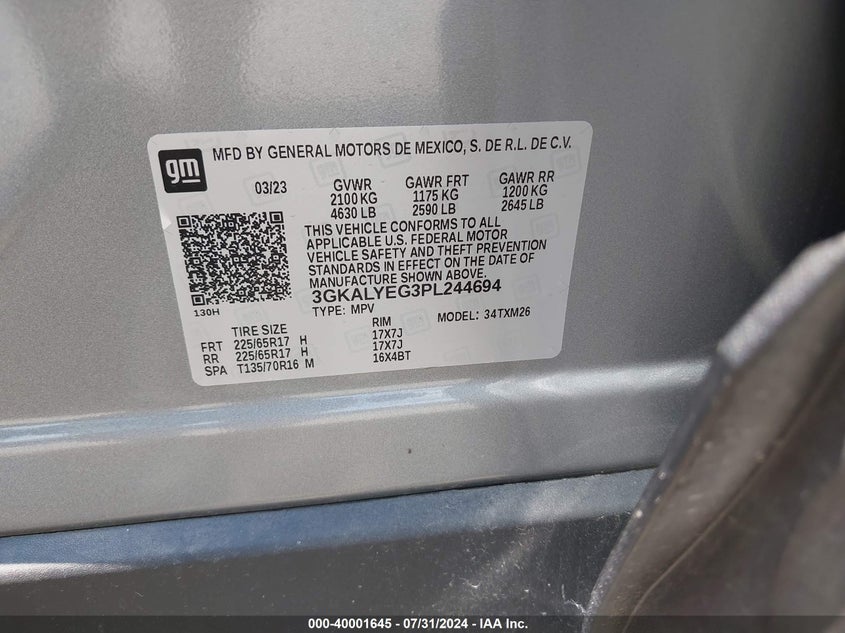 gm MFD BY GENERAL MOTORS DE MEXICO, S. DE R.L. DE C.V.
03/23 GVWR GAWR FRT GAWR RR
2100 KG 1175 KG 1200 KG
4630 LB 2590 LB 2645 LB
THIS VEHICLE CONFORMS TO ALL
APPLICABLE U.S. FEDERAL MOTOR
VEHICLE SAFETY AND THEFT PREVENTION
STANDARDS IN EFFECT ON THE DATE OF
MANUFACTURE SHOWN ABOVE.
3GKALYEG3PL244694
130H
TYPE: MPV MODEL: 34TXM26
TIRE SIZE RIM
FRT 225/65R17 H 17X7J
RR 225/65R17 H 17X7J
SPA T135/70R16 M 16X4BT
000-40001645 - 07/31/2024 - IAA Inc.